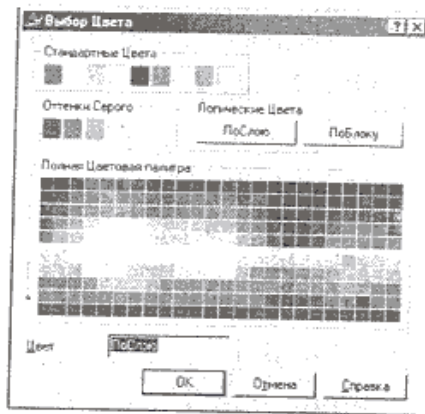 Выбор Цвета
Стандартные Цвета
Оттенки Серого
Логические Цвета
ПоСлою
ПоБлоку
Полная Цветовая палитра:
Цвет
ПоСлою
OK
Отмена
Справка